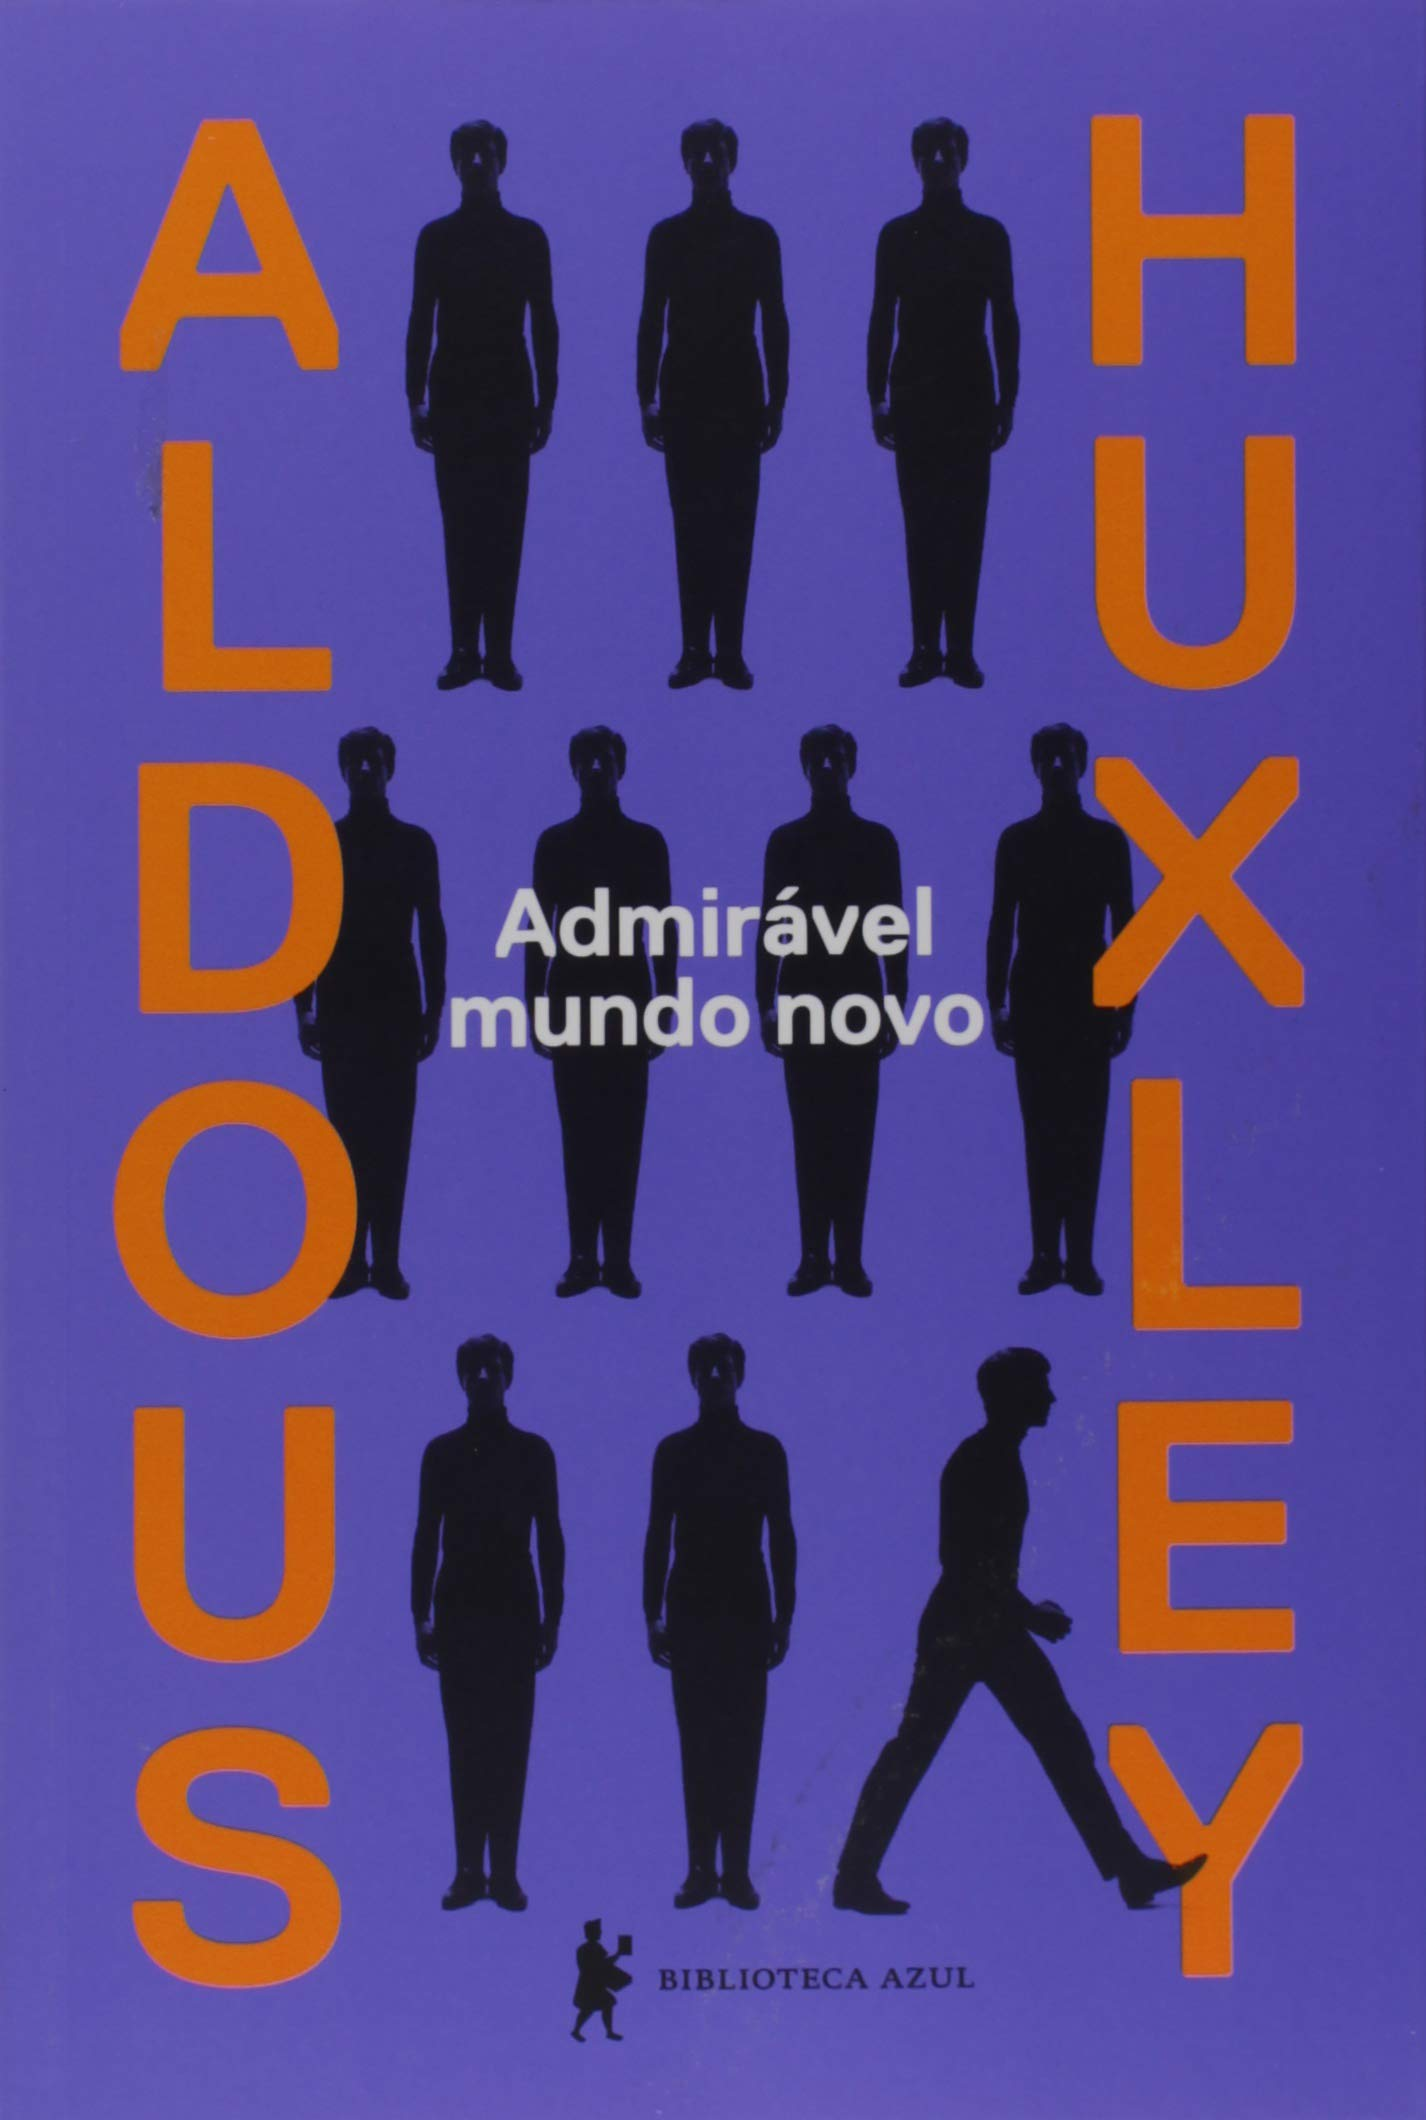 ALDOUS
HUXLEY
Admirável
mundo novo
BIBLIOTECA AZUL